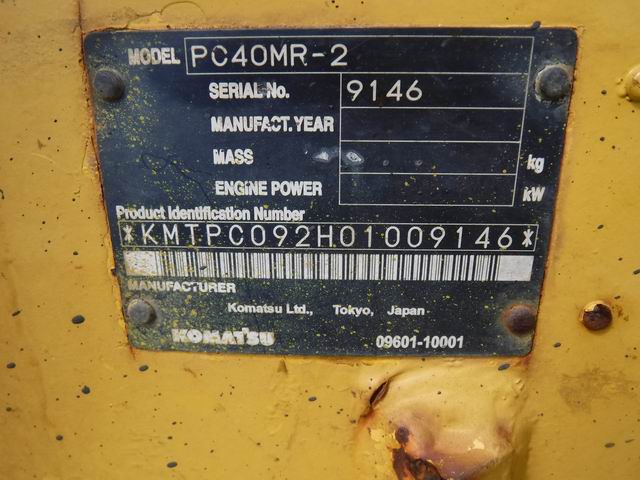 MODEL PC40MR-2
SERIAL No. 9146
MANUFACT. YEAR
MASS kg
ENGINE POWER kW
Product Identification Number
*KMTPC092H01009146*
MANUFACTURER
Komatsu Ltd., Tokyo, Japan
KOMATSU 09601-10001